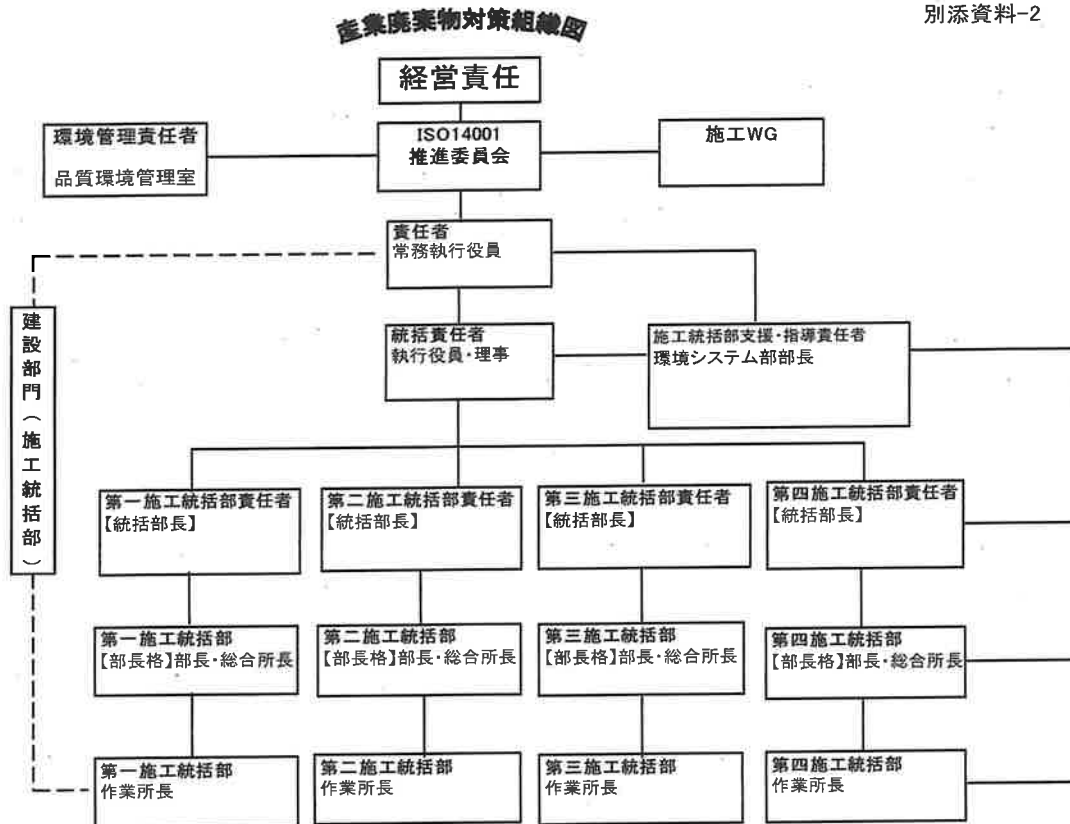 別添資料-2
産業廃棄物対策組織図
経営責任
環境管理責任者
品質環境管理室
ISO14001
推進委員会
施工WG
責任者
常務執行役員
建設部門(施工統括部)
統括責任者
執行役員・理事
施工統括部支援・指導責任者
環境システム部部長
第一施工統括部責任者
【統括部長】
第二施工統括部責任者
【統括部長】
第三施工統括部責任者
【統括部長】
第四施工統括部責任者
【統括部長】
第一施工統括部
【部長格】部長・総合所長
第二施工統括部
【部長格】部長・総合所長
第三施工統括部
【部長格】部長・総合所長
第四施工統括部
【部長格】部長・総合所長
第一施工統括部
作業所長
第二施工統括部
作業所長
第三施工統括部
作業所長
第四施工統括部
作業所長